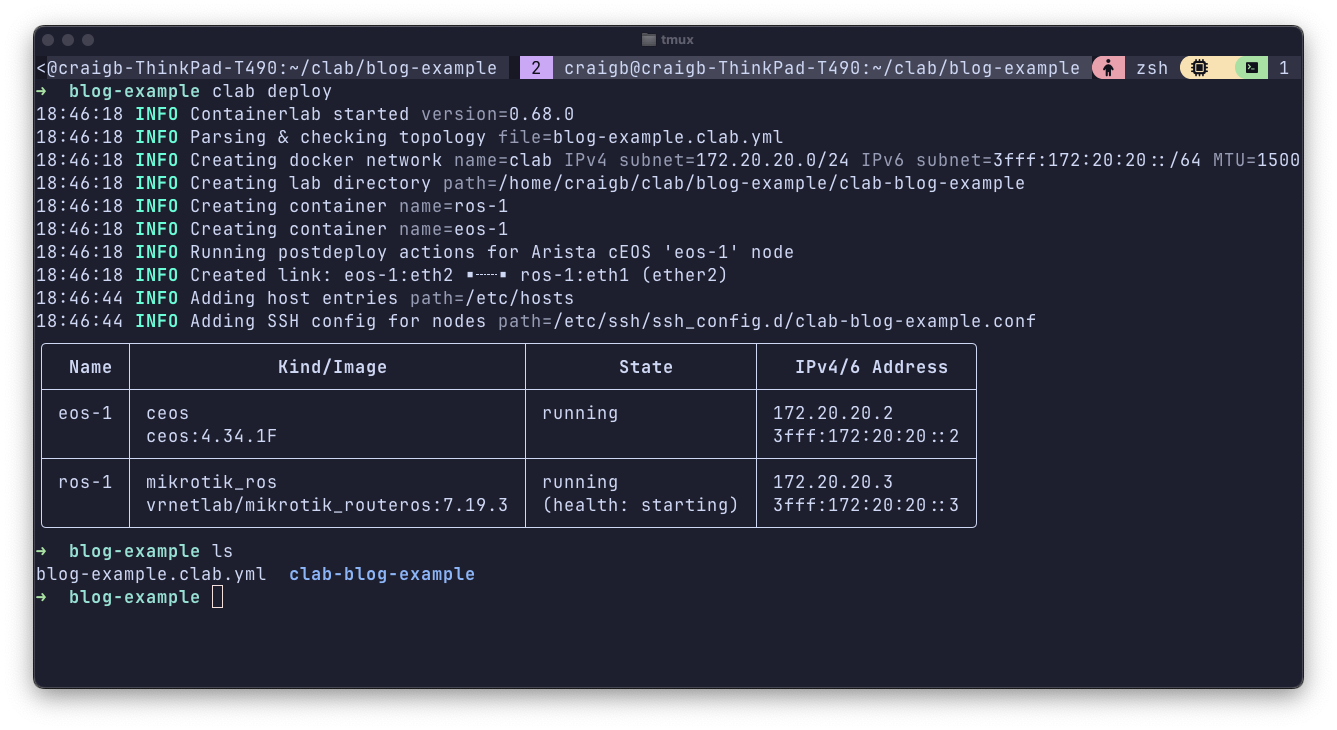 tmux
<@craigb-ThinkPad-T490:~/clab/blog-example 2 craigb@craigb-ThinkPad-T490:~/clab/blog-example zsh 1
→ blog-example clab deploy
18:46:18 INFO Containerlab started version=0.68.0
18:46:18 INFO Parsing & checking topology file=blog-example.clab.yml
18:46:18 INFO Creating docker network name=clab IPv4 subnet=172.20.20.0/24 IPv6 subnet=3fff:172:20:20::/64 MTU=1500
18:46:18 INFO Creating lab directory path=/home/craigb/clab/blog-example/clab-blog-example
18:46:18 INFO Creating container name=ros-1
18:46:18 INFO Creating container name=eos-1
18:46:18 INFO Running postdeploy actions for Arista cEOS 'eos-1' node
18:46:18 INFO Created link: eos-1:eth2 ▪┄┄▪ ros-1:eth1 (ether2)
18:46:44 INFO Adding host entries path=/etc/hosts
18:46:44 INFO Adding SSH config for nodes path=/etc/ssh/ssh_config.d/clab-blog-example.conf
Name Kind/Image State IPv4/6 Address
eos-1 ceos running 172.20.20.2
ceos:4.34.1F 3fff:172:20:20::2
ros-1 mikrotik_ros running 172.20.20.3
vrnetlab/mikrotik_routeros:7.19.3 (health: starting) 3fff:172:20:20::3
→ blog-example ls
blog-example.clab.yml clab-blog-example
→ blog-example